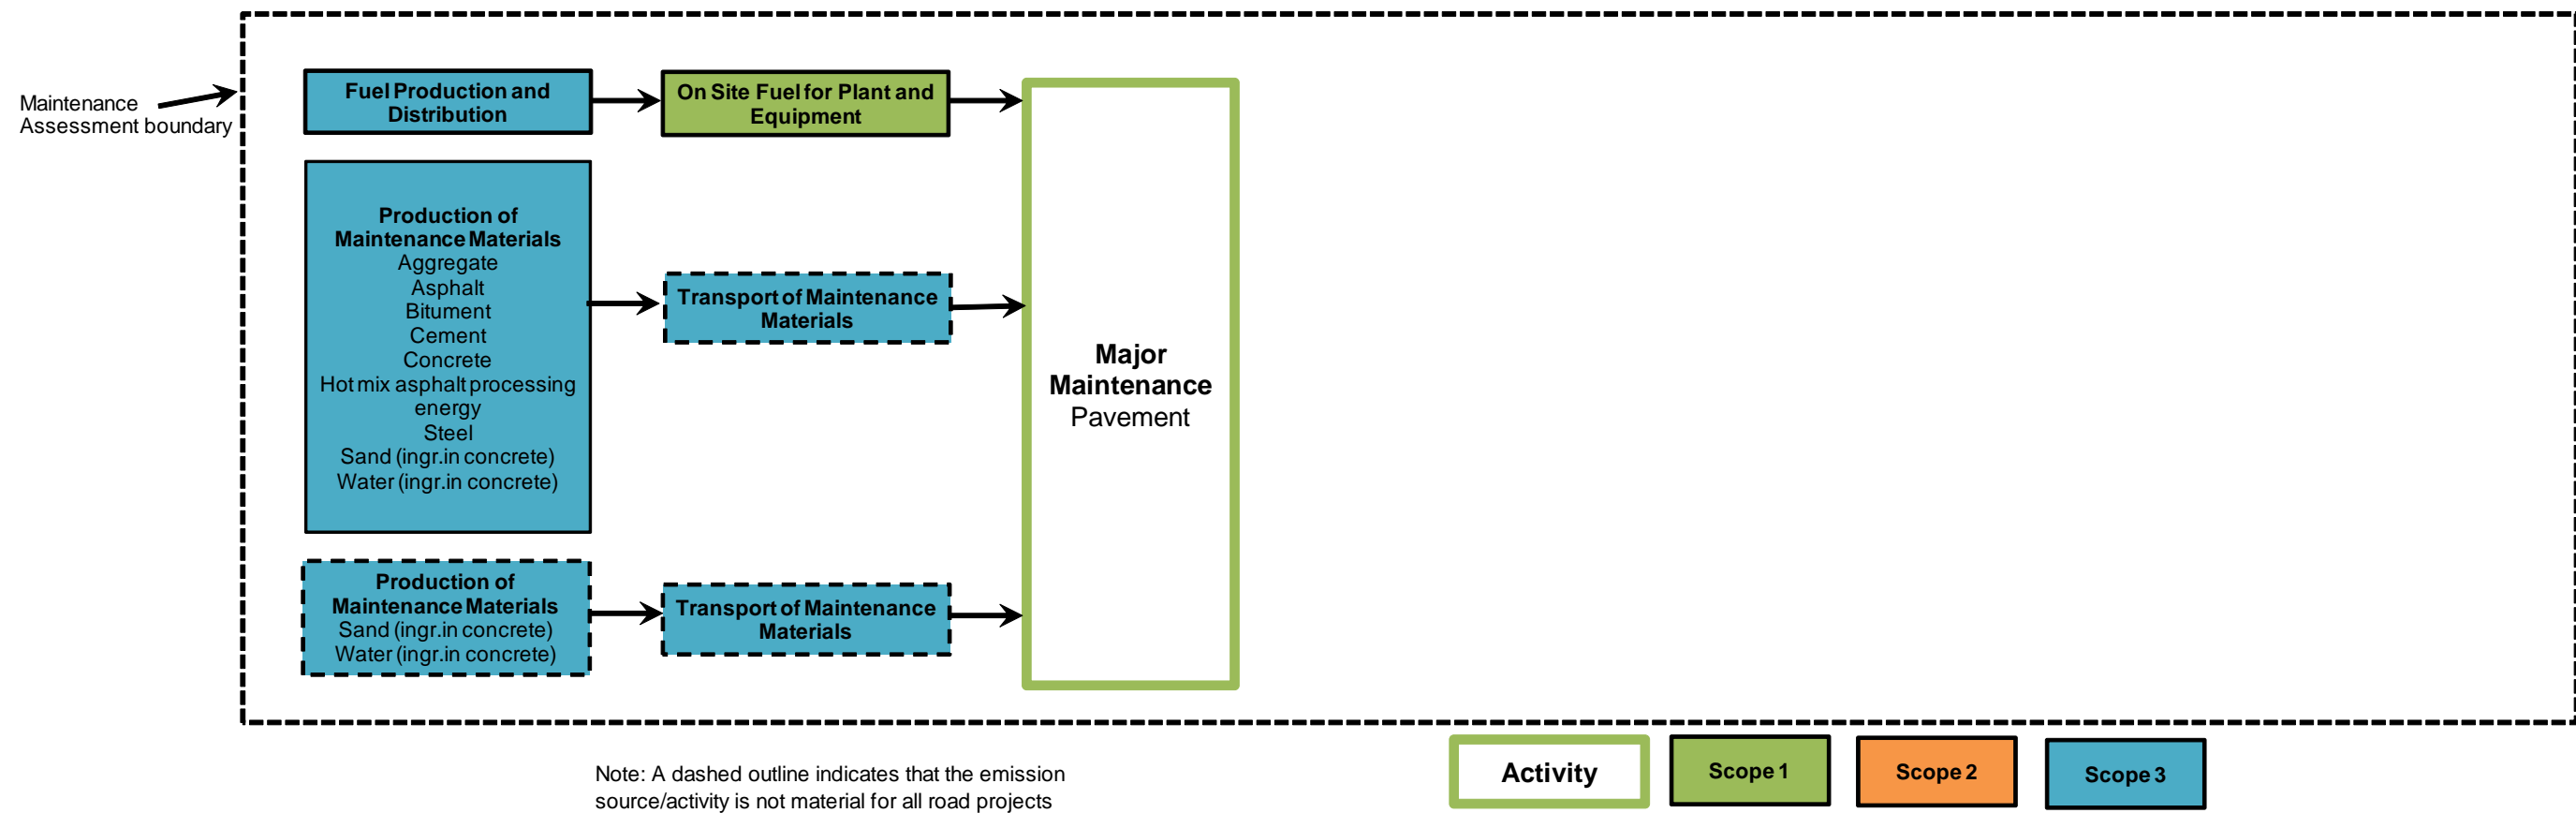 Maintenance
Assessment boundary
Fuel Production and
Distribution
On Site Fuel for Plant and
Equipment
Production of
Maintenance Materials
Aggregate
Asphalt
Bitument
Cement
Concrete
Hot mix asphalt processing
energy
Steel
Sand (ingr.in concrete)
Water (ingr.in concrete)
Transport of Maintenance
Materials
Major
Maintenance
Pavement
Production of
Maintenance Materials
Sand (ingr.in concrete)
Water (ingr.in concrete)
Transport of Maintenance
Materials
Note: A dashed outline indicates that the emission
source/activity is not material for all road projects
Activity
Scope 1
Scope 2
Scope 3